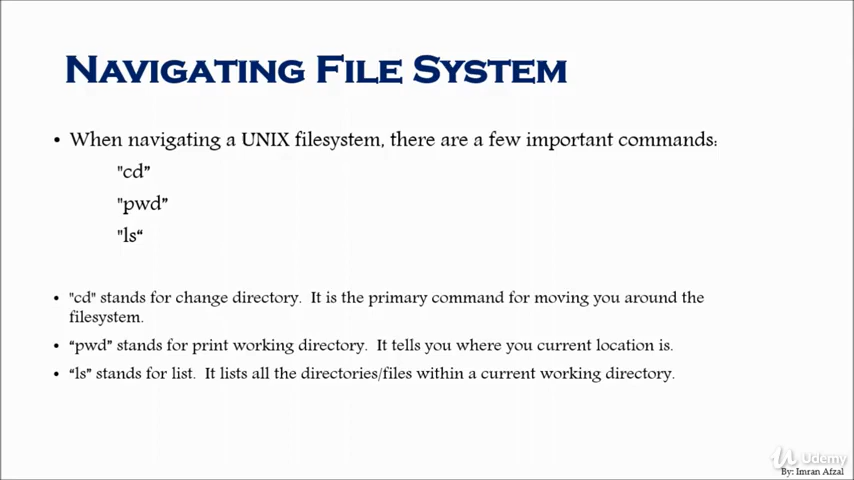 NAVIGATING FILE SYSTEM
• When navigating a UNIX filesystem, there are a few important commands:
"cd”
"pwd”
"ls“
• "cd" stands for change directory.  It is the primary command for moving you around the
filesystem.
• “pwd” stands for print working directory.  It tells you where you current location is.
• “ls” stands for list.  It lists all the directories/files within a current working directory.
Udemy
By: Imran Afzal